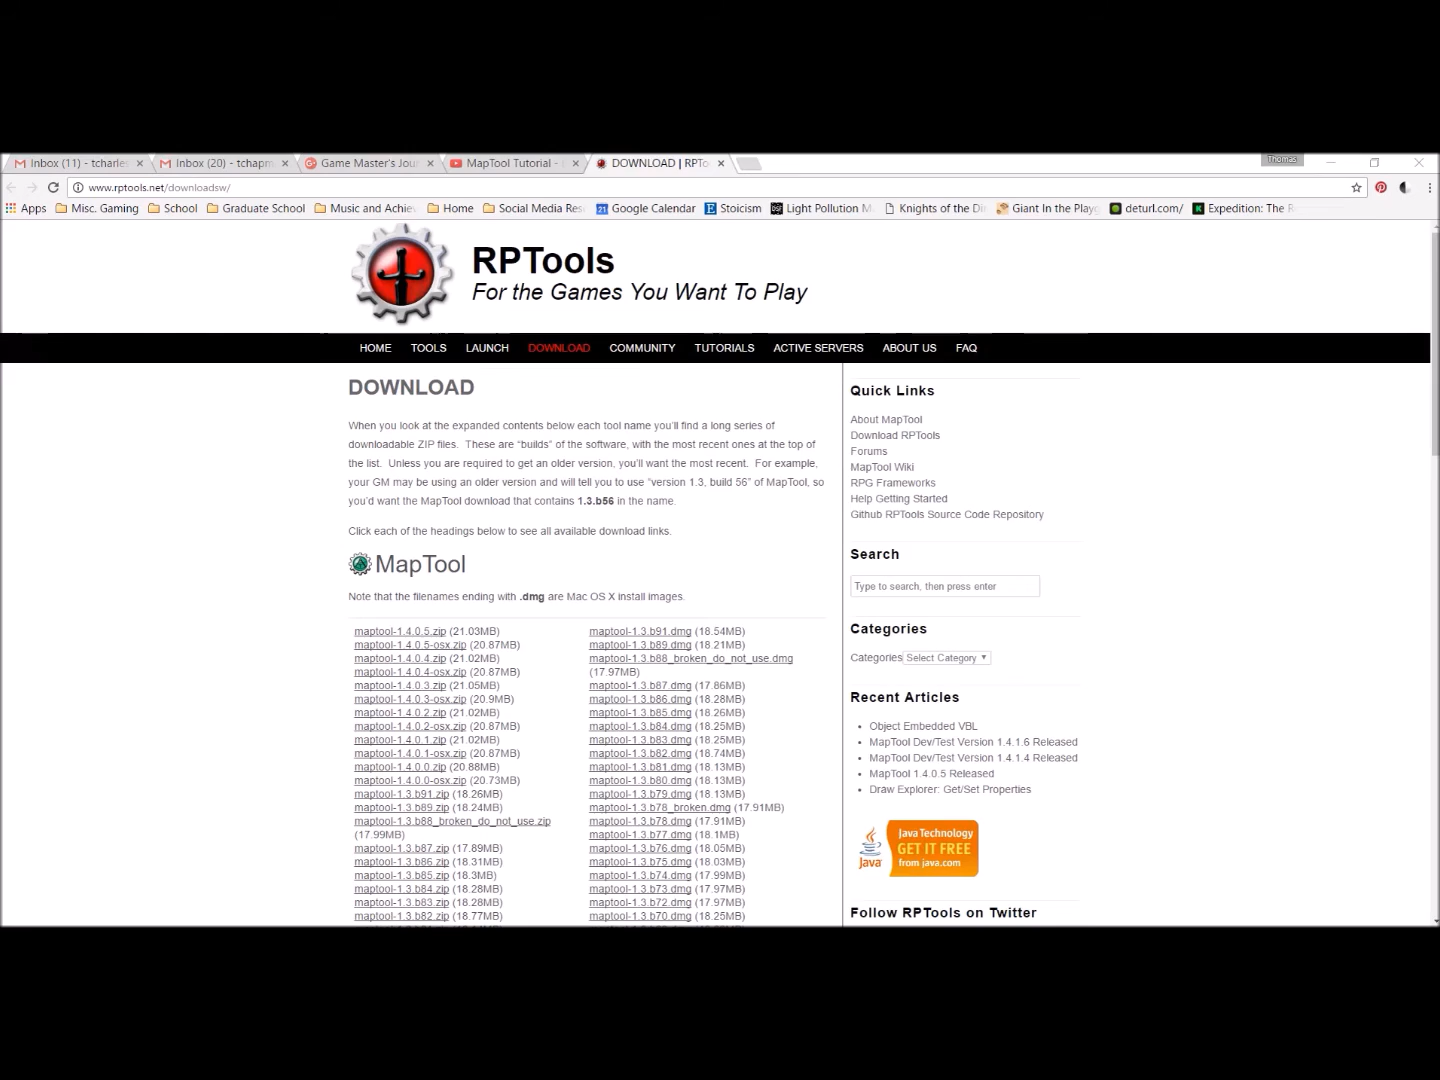 Inbox (11) - tcharles
Inbox (20) - tchapm
Game Master's Jou
MapTool Tutorial -
DOWNLOAD | RPTo
Thomas
www.rptools.net/downloadsw/
Apps
Misc. Gaming
School
Graduate School
Music and Achie
Home
Social Media Res
Google Calendar
Stoicism
Light Pollution M
Knights of the Di
Giant In the Playg
deturl.com/
Expedition: The R
RPTools
For the Games You Want To Play
HOME TOOLS LAUNCH DOWNLOAD COMMUNITY TUTORIALS ACTIVE SERVERS ABOUT US FAQ
DOWNLOAD
When you look at the expanded contents below each tool name you'll find a long series of
downloadable ZIP files. These are "builds" of the software, with the most recent ones at the top of
the list. Unless you are required to get an older version, you'll want the most recent. For example,
your GM may be using an older version and will tell you to use "version 1.3, build 56" of MapTool, so
you'd want the MapTool download that contains 1.3.b56 in the name.
Click each of the headings below to see all available download links.
MapTool
Note that the filenames ending with .dmg are Mac OS X install images.
maptool-1.4.0.5.zip (21.03MB)
maptool-1.4.0.5-osx.zip (20.87MB)
maptool-1.4.0.4.zip (21.02MB)
maptool-1.4.0.4-osx.zip (20.87MB)
maptool-1.4.0.3.zip (21.05MB)
maptool-1.4.0.3-osx.zip (20.9MB)
maptool-1.4.0.2.zip (21.02MB)
maptool-1.4.0.2-osx.zip (20.87MB)
maptool-1.4.0.1.zip (21.02MB)
maptool-1.4.0.1-osx.zip (20.87MB)
maptool-1.4.0.0.zip (20.88MB)
maptool-1.4.0.0-osx.zip (20.73MB)
maptool-1.3.b91.zip (18.26MB)
maptool-1.3.b89.zip (18.24MB)
maptool-1.3.b88_broken_do_not_use.zip
(17.99MB)
maptool-1.3.b87.zip (17.89MB)
maptool-1.3.b86.zip (18.31MB)
maptool-1.3.b85.zip (18.3MB)
maptool-1.3.b84.zip (18.28MB)
maptool-1.3.b83.zip (18.28MB)
maptool-1.3.b82.zip (18.77MB)
maptool-1.3.b91.dmg (18.54MB)
maptool-1.3.b89.dmg (18.21MB)
maptool-1.3.b88_broken_do_not_use.dmg
(17.97MB)
maptool-1.3.b87.dmg (17.86MB)
maptool-1.3.b86.dmg (18.28MB)
maptool-1.3.b85.dmg (18.26MB)
maptool-1.3.b84.dmg (18.25MB)
maptool-1.3.b83.dmg (18.25MB)
maptool-1.3.b82.dmg (18.74MB)
maptool-1.3.b81.dmg (18.13MB)
maptool-1.3.b80.dmg (18.13MB)
maptool-1.3.b79.dmg (18.13MB)
maptool-1.3.b78_broken.dmg (17.91MB)
maptool-1.3.b78.dmg (17.91MB)
maptool-1.3.b77.dmg (18.1MB)
maptool-1.3.b76.dmg (18.05MB)
maptool-1.3.b75.dmg (18.03MB)
maptool-1.3.b74.dmg (17.99MB)
maptool-1.3.b73.dmg (17.97MB)
maptool-1.3.b72.dmg (17.97MB)
maptool-1.3.b70.dmg (18.25MB)
Quick Links
About MapTool
Download RPTools
Forums
MapTool Wiki
RPG Frameworks
Help Getting Started
Github RPTools Source Code Repository
Search
Type to search, then press enter
Categories
Categories Select Category
Recent Articles
Object Embedded VBL
MapTool Dev/Test Version 1.4.1.6 Released
MapTool Dev/Test Version 1.4.1.4 Released
MapTool 1.4.0.5 Released
Draw Explorer: Get/Set Properties
Java
Java Technology
GET IT FREE
from java.com
Follow RPTools on Twitter